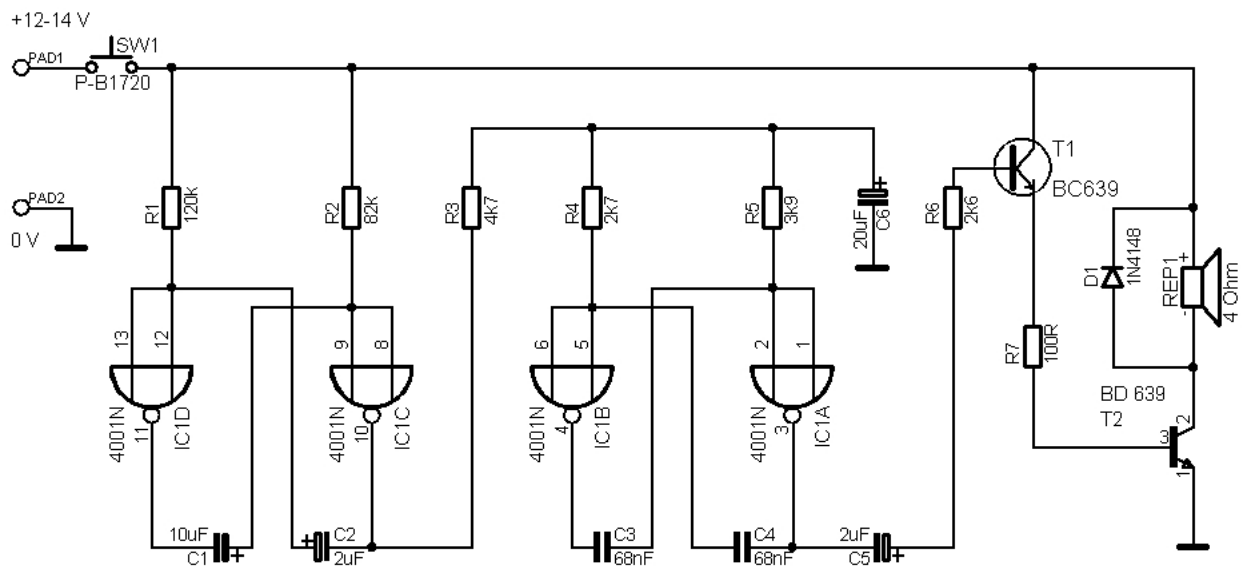 +12-14 V
PAD1
SW1
P-B1720
PAD2
0 V
R1
120k
R2
82k
R3
4k7
R4
2k7
R5
3k9
20uF
C6
+
R6
2k6
T1
BC639
D1
1N4148
REP1
+
-
4 Ohm
R7
100R
BD 639
T2
3
2
1
13
12
4001N
11
IC1D
9
8
4001N
10
IC1C
6
5
4001N
4
IC1B
2
1
4001N
3
IC1A
10uF
C1
+
+
C2
2uF
C3
68nF
C4
68nF
2uF
C5
+